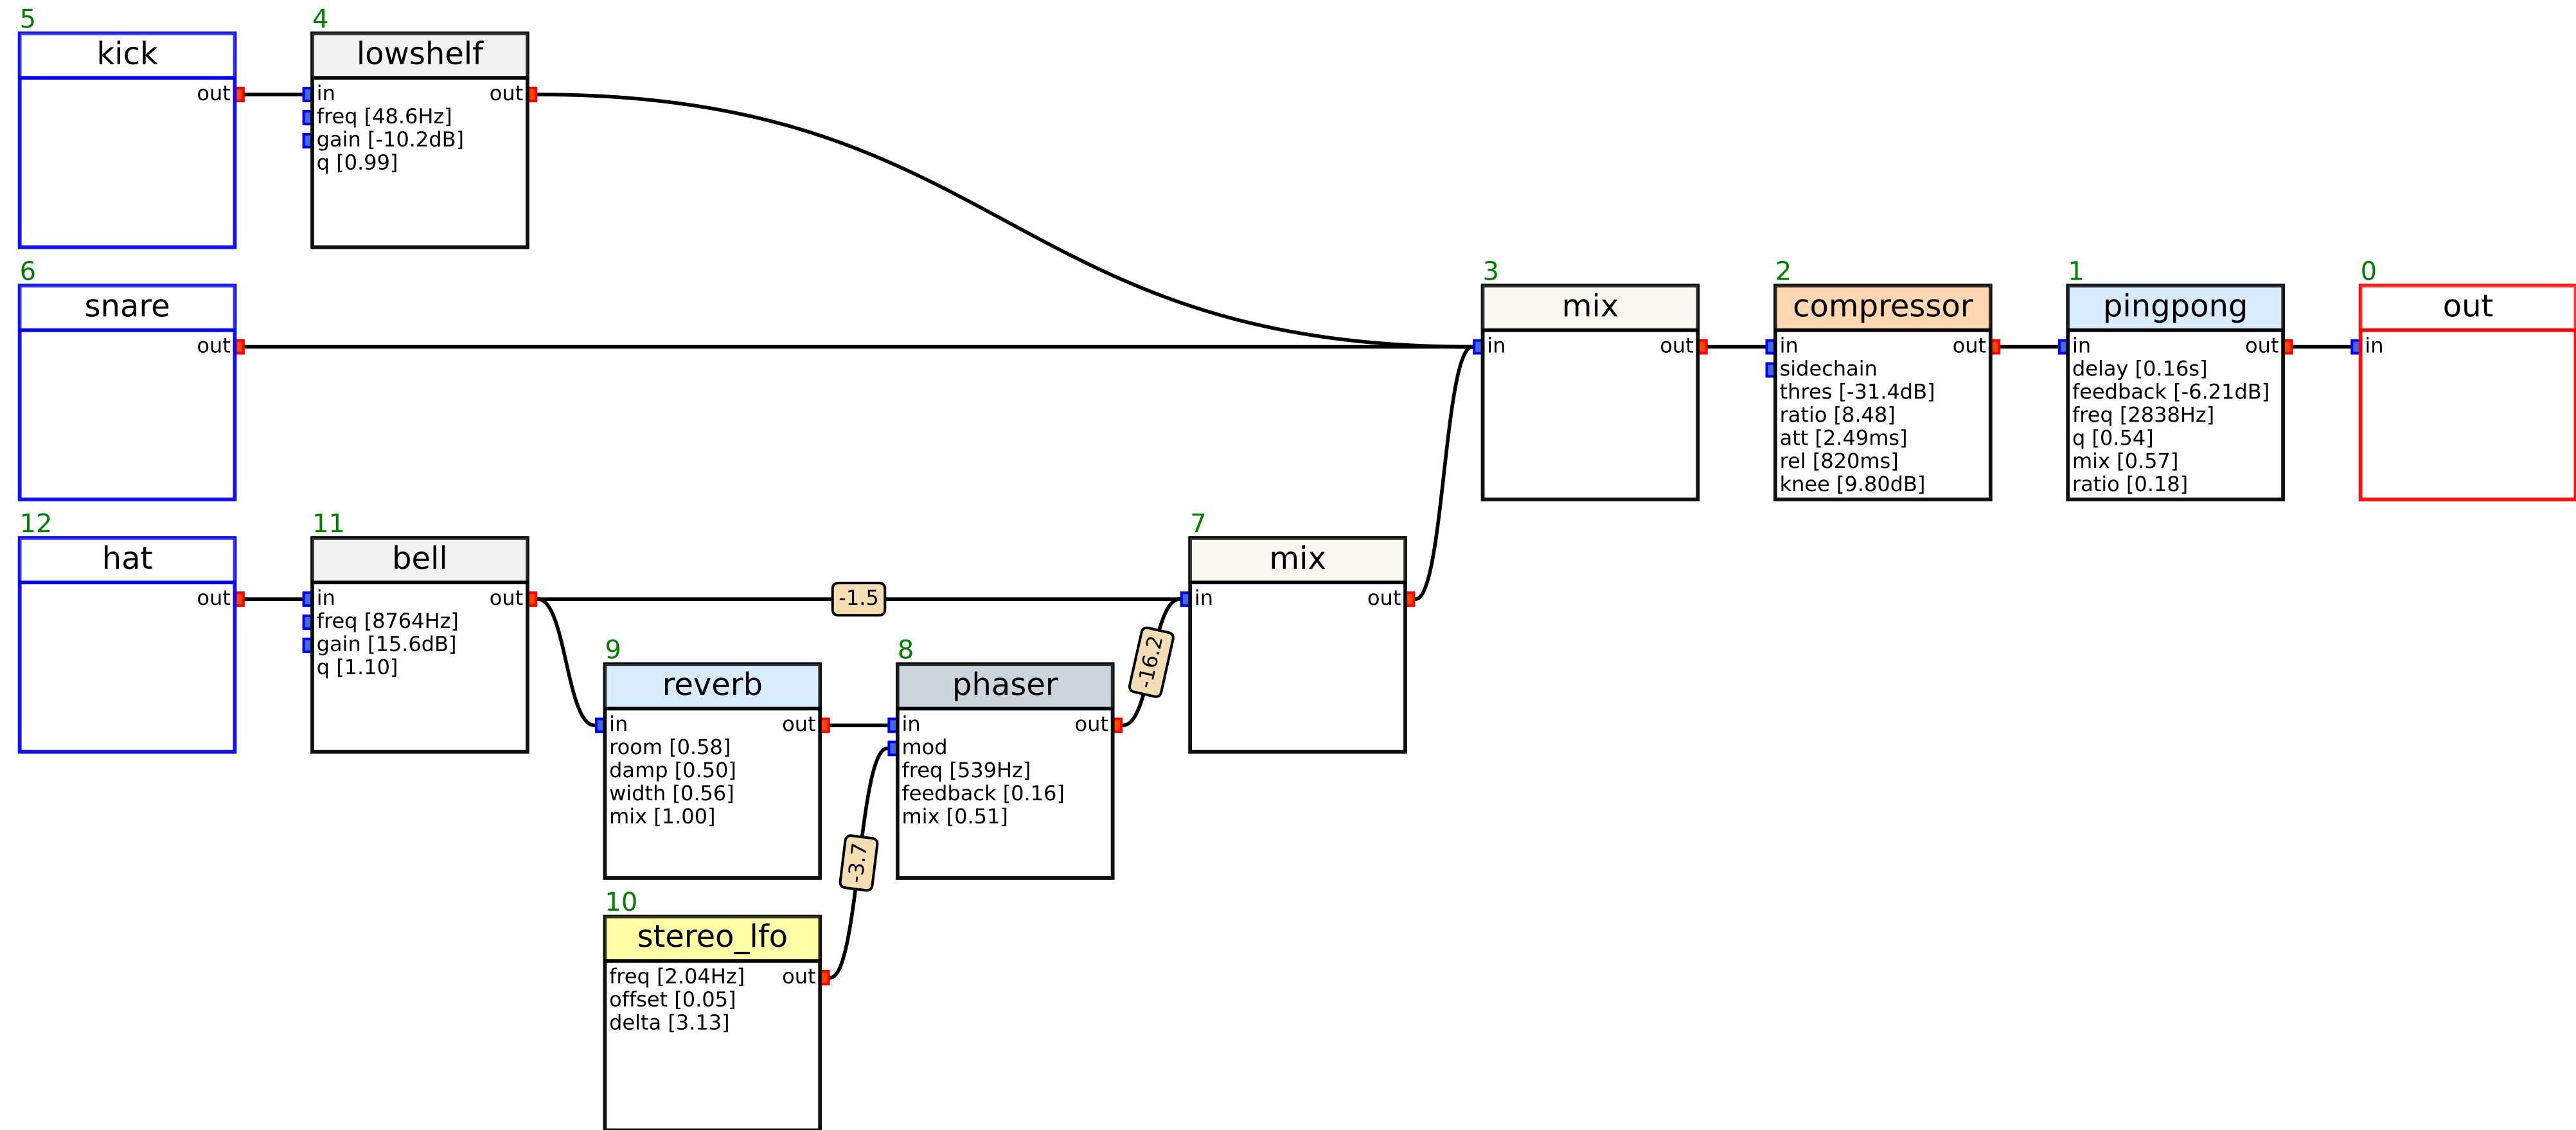 5
kick
out
4
lowshelf
in out
freq [48.6Hz]
gain [-10.2dB]
q [0.99]
6
snare
out
3
mix
in out
2
compressor
in out
sidechain
thres [-31.4dB]
ratio [8.48]
att [2.49ms]
rel [820ms]
knee [9.80dB]
1
pingpong
in out
delay [0.16s]
feedback [-6.21dB]
freq [2838Hz]
q [0.54]
mix [0.57]
ratio [0.18]
0
out
in
12
hat
out
11
bell
in out
freq [8764Hz]
gain [15.6dB]
q [1.10]
-1.5
9
reverb
in out
room [0.58]
damp [0.50]
width [0.56]
mix [1.00]
8
phaser
in out
mod
freq [539Hz]
feedback [0.16]
mix [0.51]
-16.2
7
mix
in out
-3.7
10
stereo_lfo
freq [2.04Hz] out
offset [0.05]
delta [3.13]